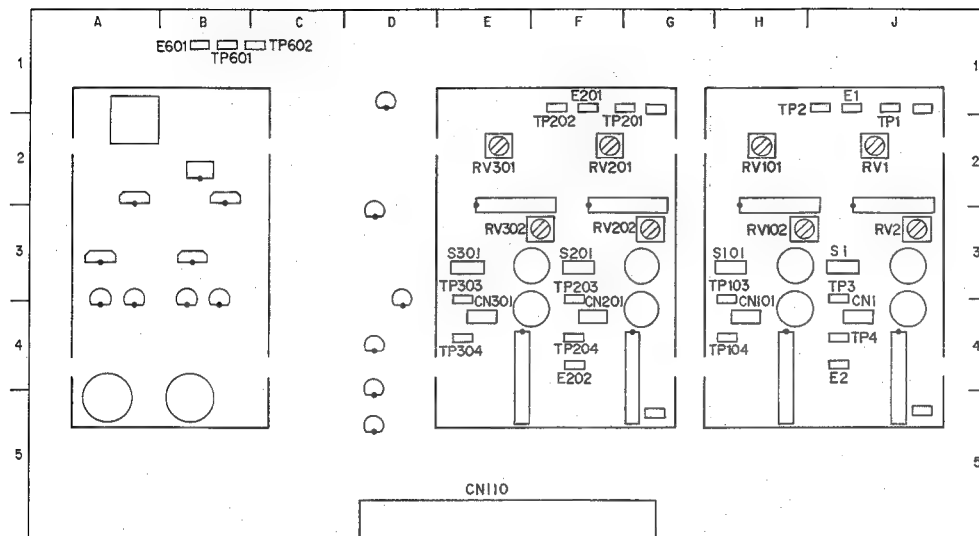 A B C D E F G H J
E601 TP602
TP601
1 1
E201 E1
TP202 TP201 TP2 TP1
2 2
RV301 RV201 RV101 RV1
RV302 RV202 RV102 RV2
3 3
S301 S201 S101 S1
TP303 TP203 TP103 TP3
CN301 CN201 CN101 CN1
4 4
TP304 TP204 TP104 TP4
E202 E2
5 5
CN110